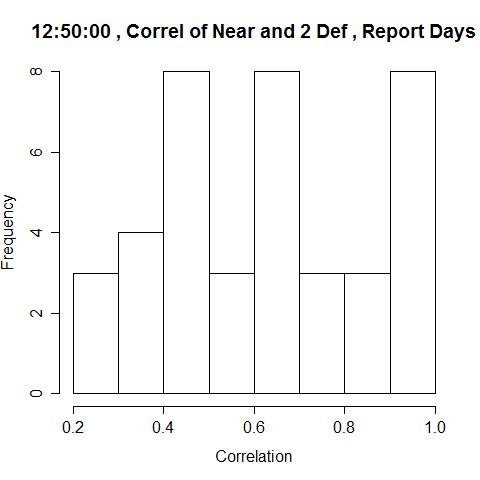 12:50:00 , Correl of Near and 2 Def , Report Days
8
6
4
2
0
Frequency
0.2 0.4 0.6 0.8 1.0
Correlation